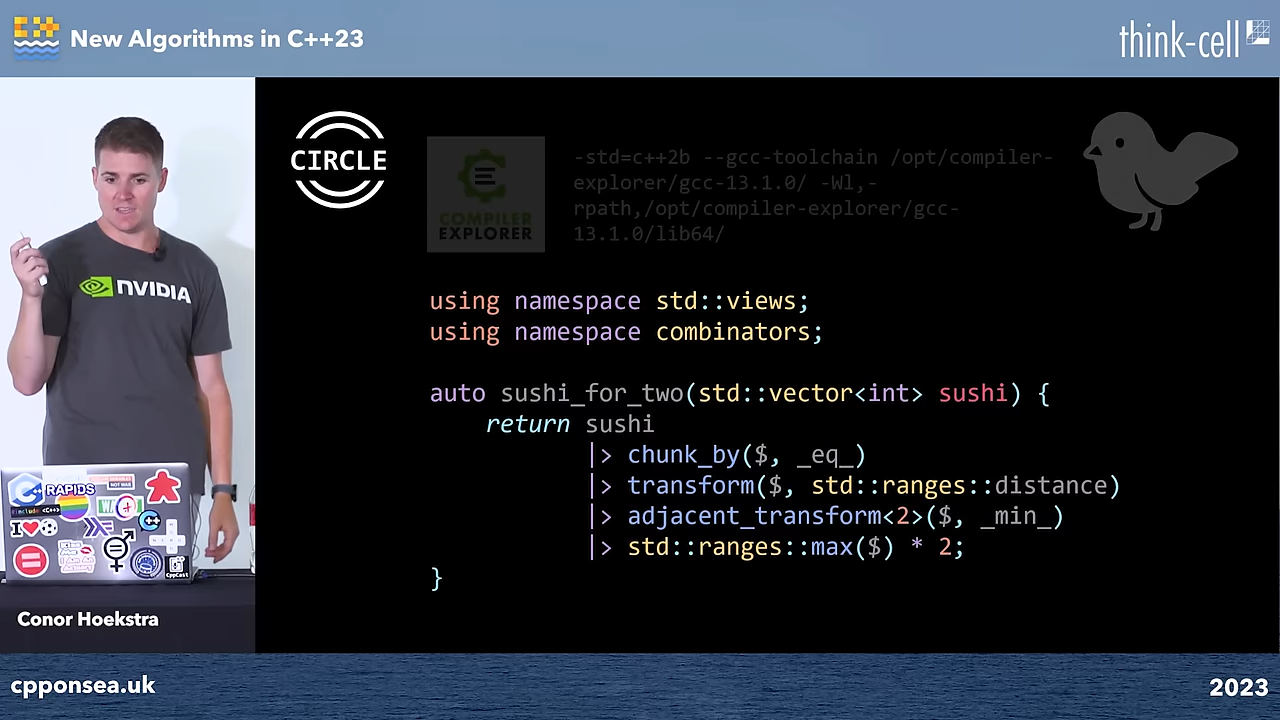 New Algorithms in C++23
think-cell
CIRCLE
COMPILER
EXPLORER
-std=c++2b --gcc-toolchain /opt/compiler-
explorer/gcc-13.1.0/ -Wl,-
rpath,/opt/compiler-explorer/gcc-
13.1.0/lib64/
using namespace std::views;
using namespace combinators;
auto sushi_for_two(std::vector<int> sushi) {
return sushi
|> chunk_by($, _eq_)
|> transform($, std::ranges::distance)
|> adjacent_transform<2>($, _min_)
|> std::ranges::max($) * 2;
}
NVIDIA
RAPIDS
#include <C++>
C++
CppCast
Conor Hoekstra
cpponsea.uk
2023